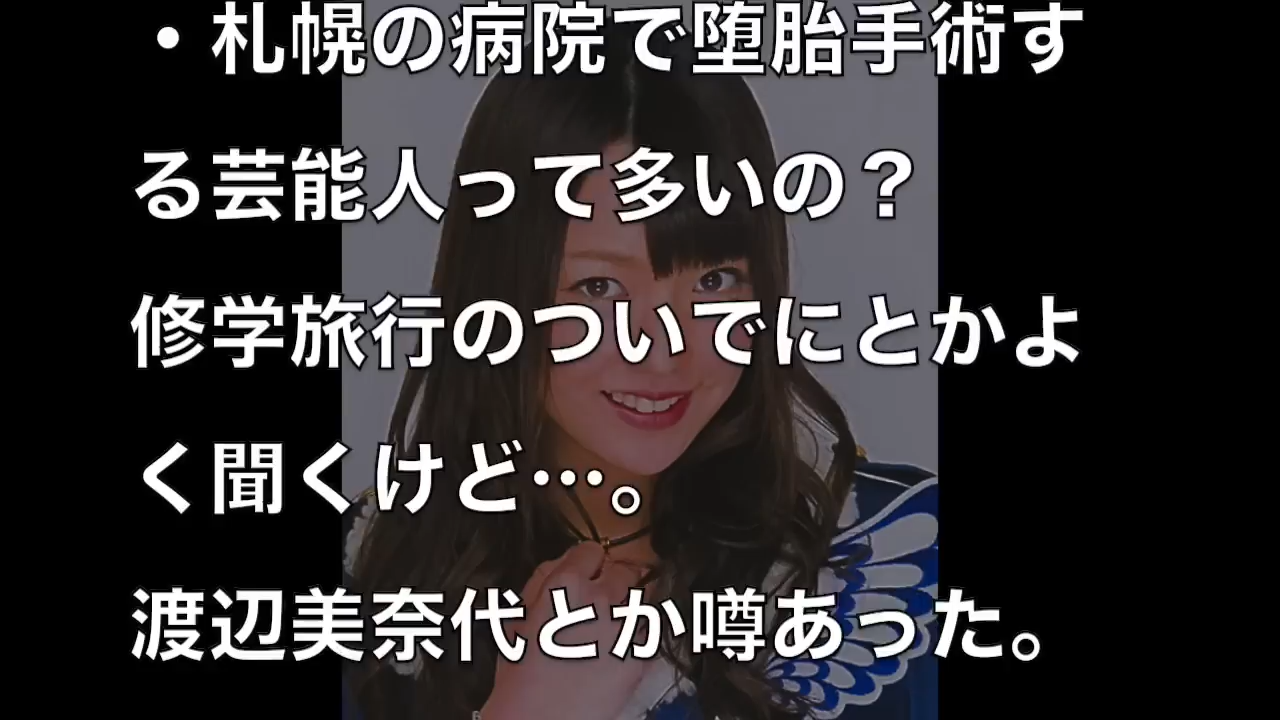 ・札幌の病院で堕胎手術す
る芸能人って多いの？
修学旅行のついでにとかよ
く聞くけど…。
渡辺美奈代とか噂あった。